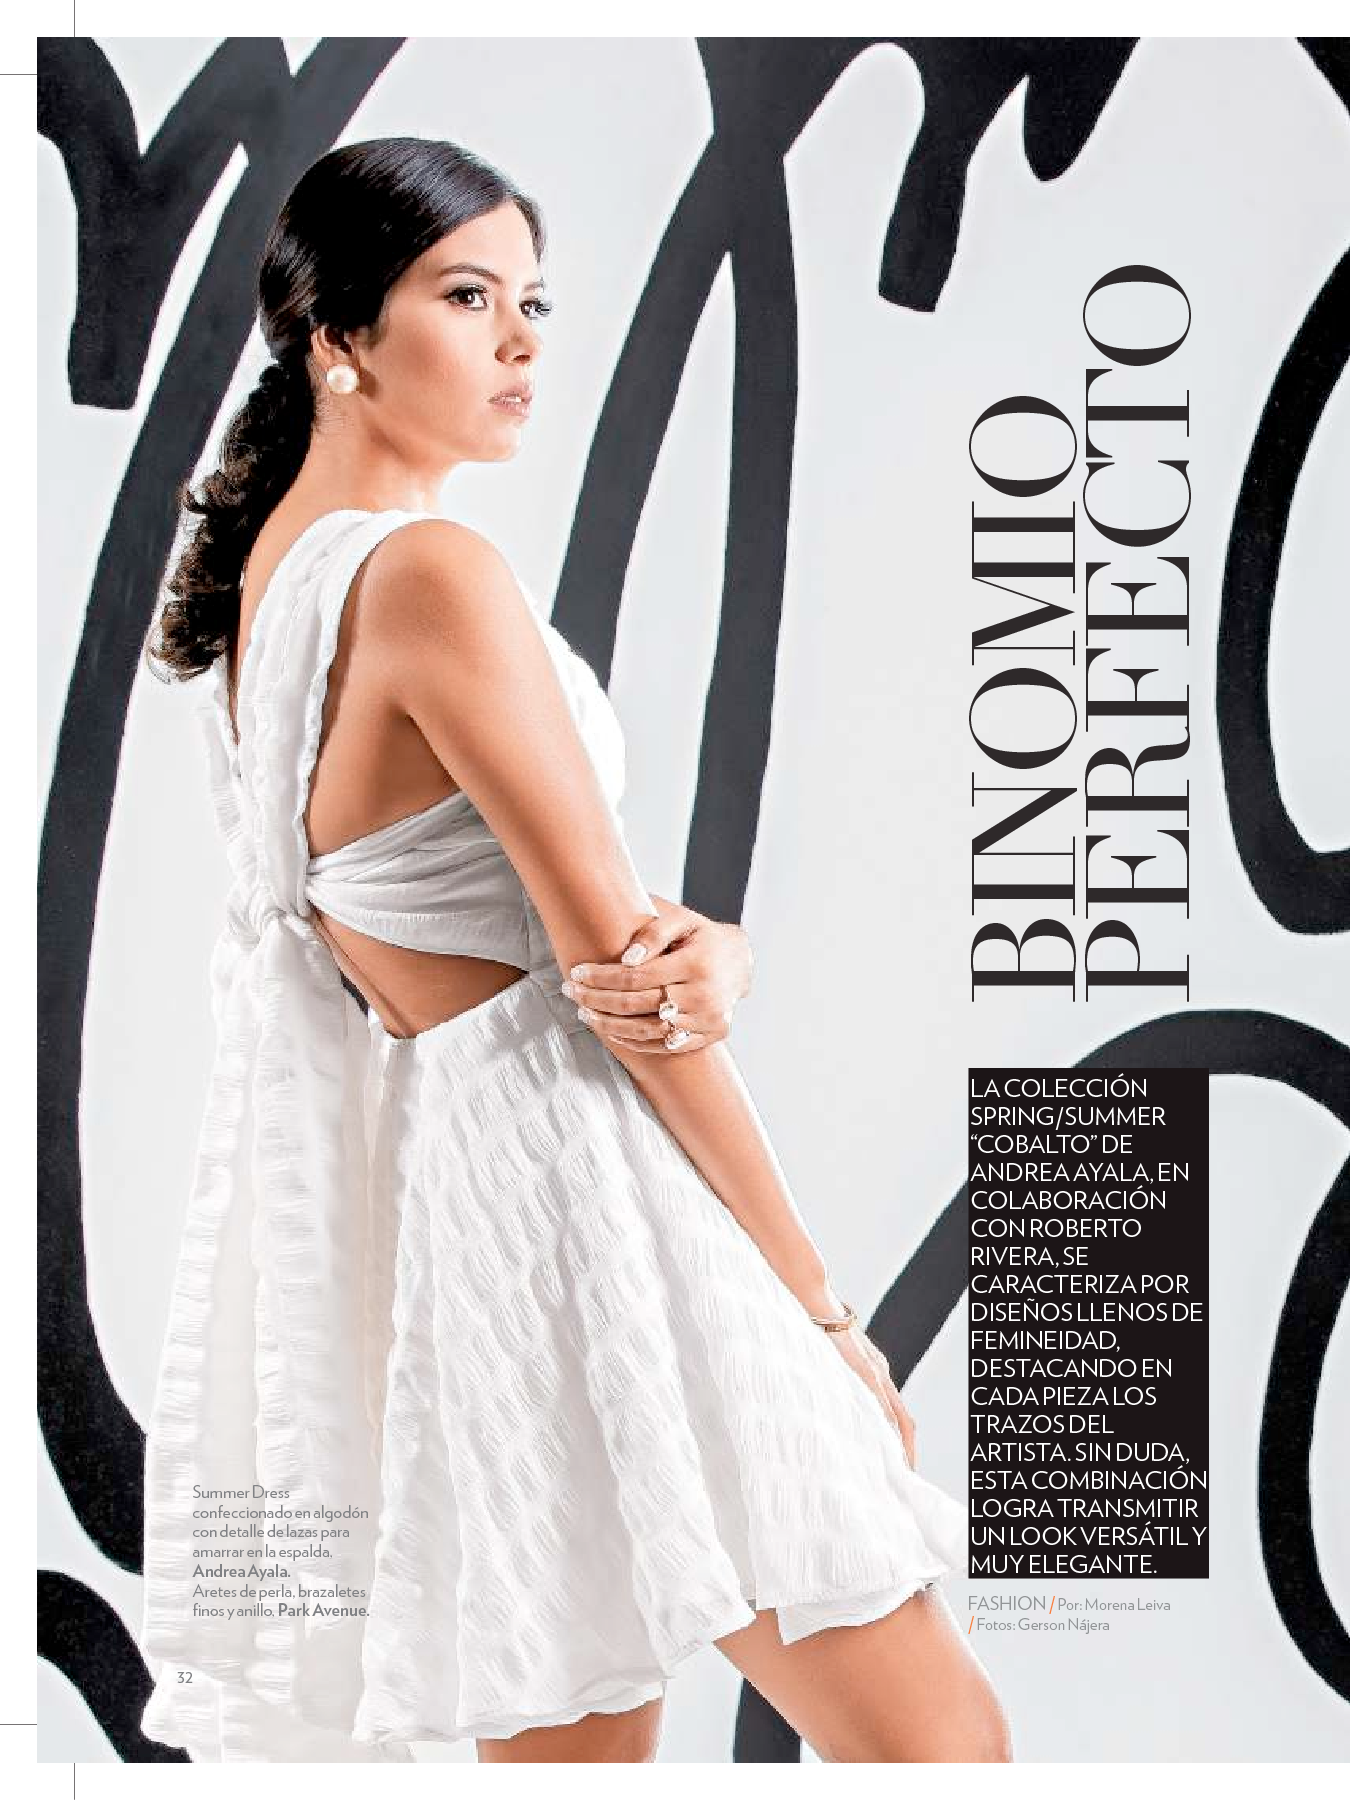 BINOMIO
PERFECTO
LA COLECCIÓN
SPRING/SUMMER
“COBALTO” DE
ANDREA AYALA, EN
COLABORACIÓN
CON ROBERTO
RIVERA, SE
CARACTERIZA POR
DISEÑOS LLENOS DE
FEMINEIDAD,
DESTACANDO EN
CADA PIEZA LOS
TRAZOS DEL
ARTISTA. SIN DUDA,
ESTA COMBINACIÓN
LOGRA TRANSMITIR
UN LOOK VERSÁTIL Y
MUY ELEGANTE.
FASHION / Por: Morena Leiva
/ Fotos: Gerson Nájera
Summer Dress
confeccionado en algodón
con detalle de lazas para
amarrar en la espalda,
Andrea Ayala.
Aretes de perla, brazaletes
finos y anillo, Park Avenue.
32